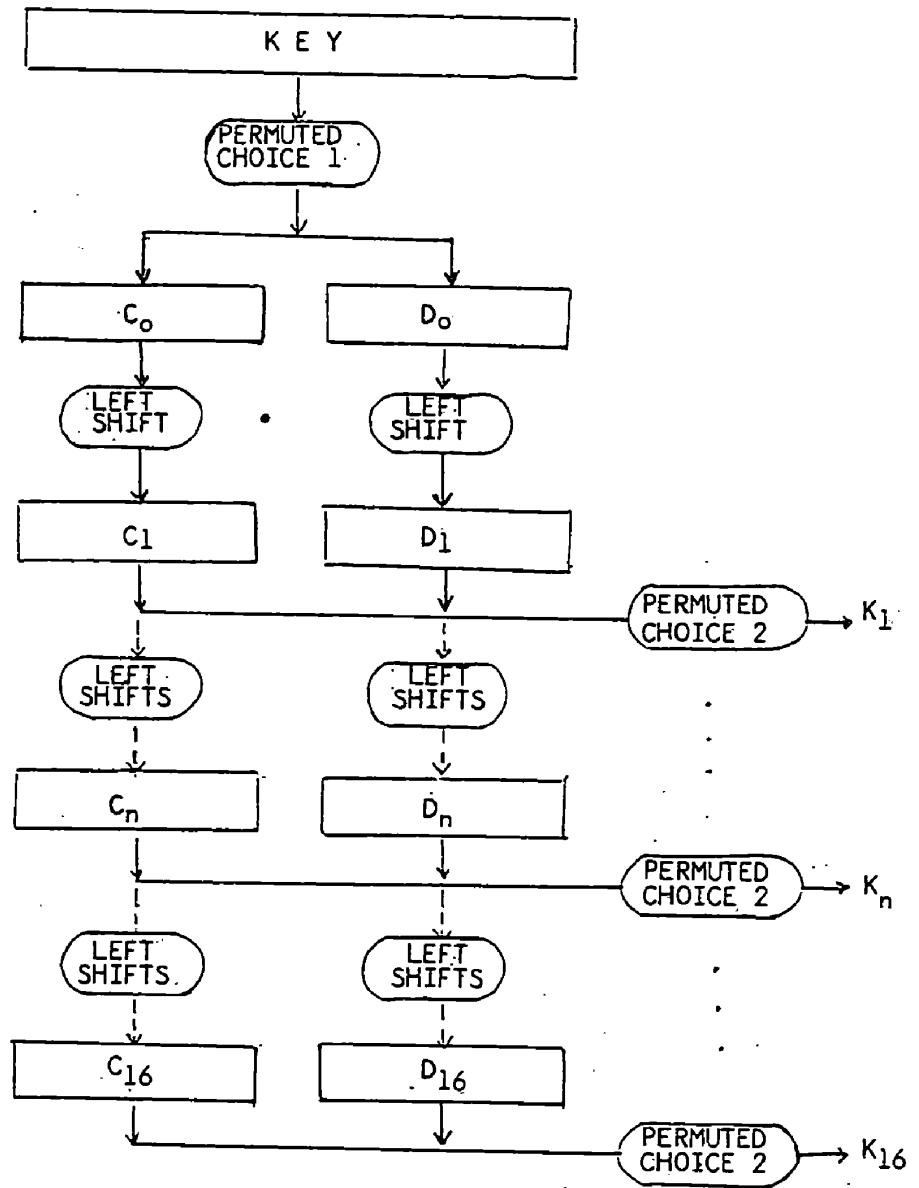 K E Y
PERMUTED
CHOICE 1
C₀
D₀
LEFT
SHIFT
LEFT
SHIFT
C₁
D₁
PERMUTED
CHOICE 2
K₁
LEFT
SHIFTS
LEFT
SHIFTS
Cₙ
Dₙ
PERMUTED
CHOICE 2
Kₙ
LEFT
SHIFTS
LEFT
SHIFTS
C₁₆
D₁₆
PERMUTED
CHOICE 2
K₁₆